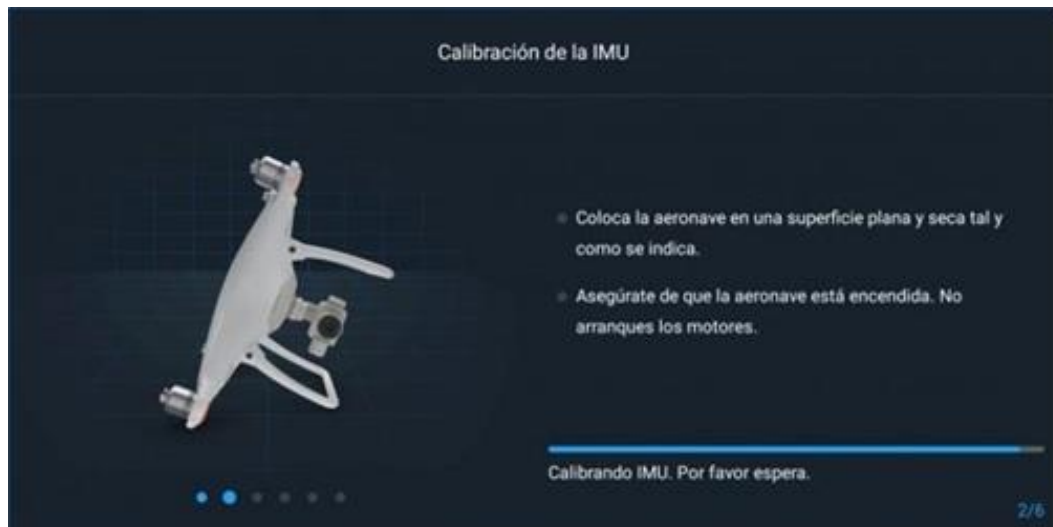 Calibración de la IMU
Coloca la aeronave en una superficie plana y seca tal y
como se indica.
Asegúrate de que la aeronave está encendida. No
arranques los motores.
Calibrando IMU. Por favor espera.
2/6